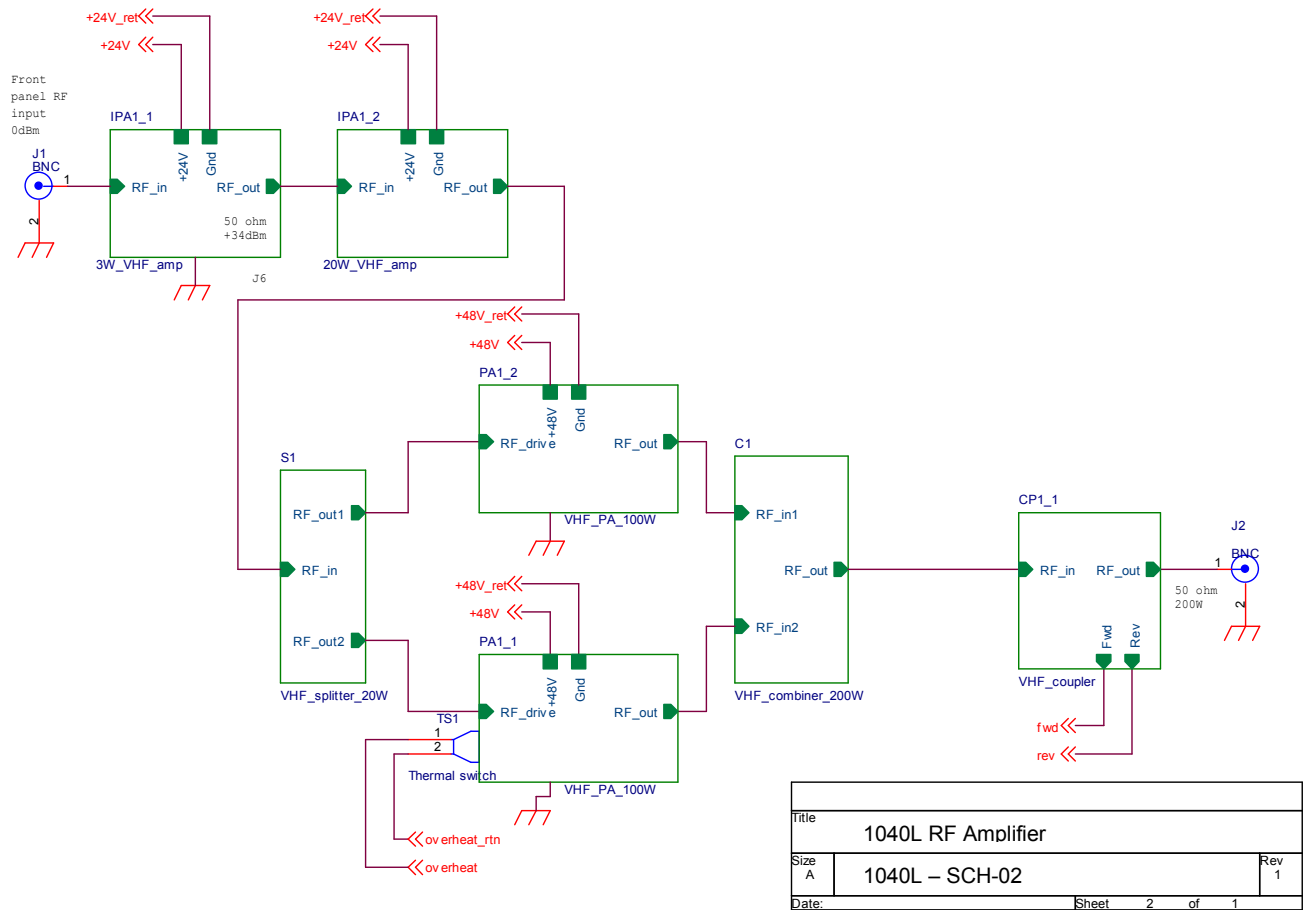 +24V_ret
+24V
+24V_ret
+24V
Front
panel RF
input
0dBm
J1
BNC
1
2
IPA1_1
+24V
Gnd
RF_in
RF_out
50 ohm
+34dBm
3W_VHF_amp
J6
IPA1_2
+24V
Gnd
RF_in
RF_out
20W_VHF_amp
+48V_ret
+48V
PA1_2
+48V
Gnd
RF_drive
RF_out
VHF_PA_100W
S1
RF_out1
RF_in
RF_out2
VHF_splitter_20W
+48V_ret
+48V
PA1_1
+48V
Gnd
RF_drive
RF_out
VHF_PA_100W
TS1
1
2
Thermal switch
overheat_rtn
overheat
C1
RF_in1
RF_out
RF_in2
VHF_combiner_200W
CP1_1
RF_in
RF_out
Fwd
Rev
VHF_coupler
fwd
rev
J2
BNC
1
2
50 ohm
200W
Title
1040L RF Amplifier
Size
A
1040L – SCH-02
Rev
1
Date:
Sheet 2 of 1